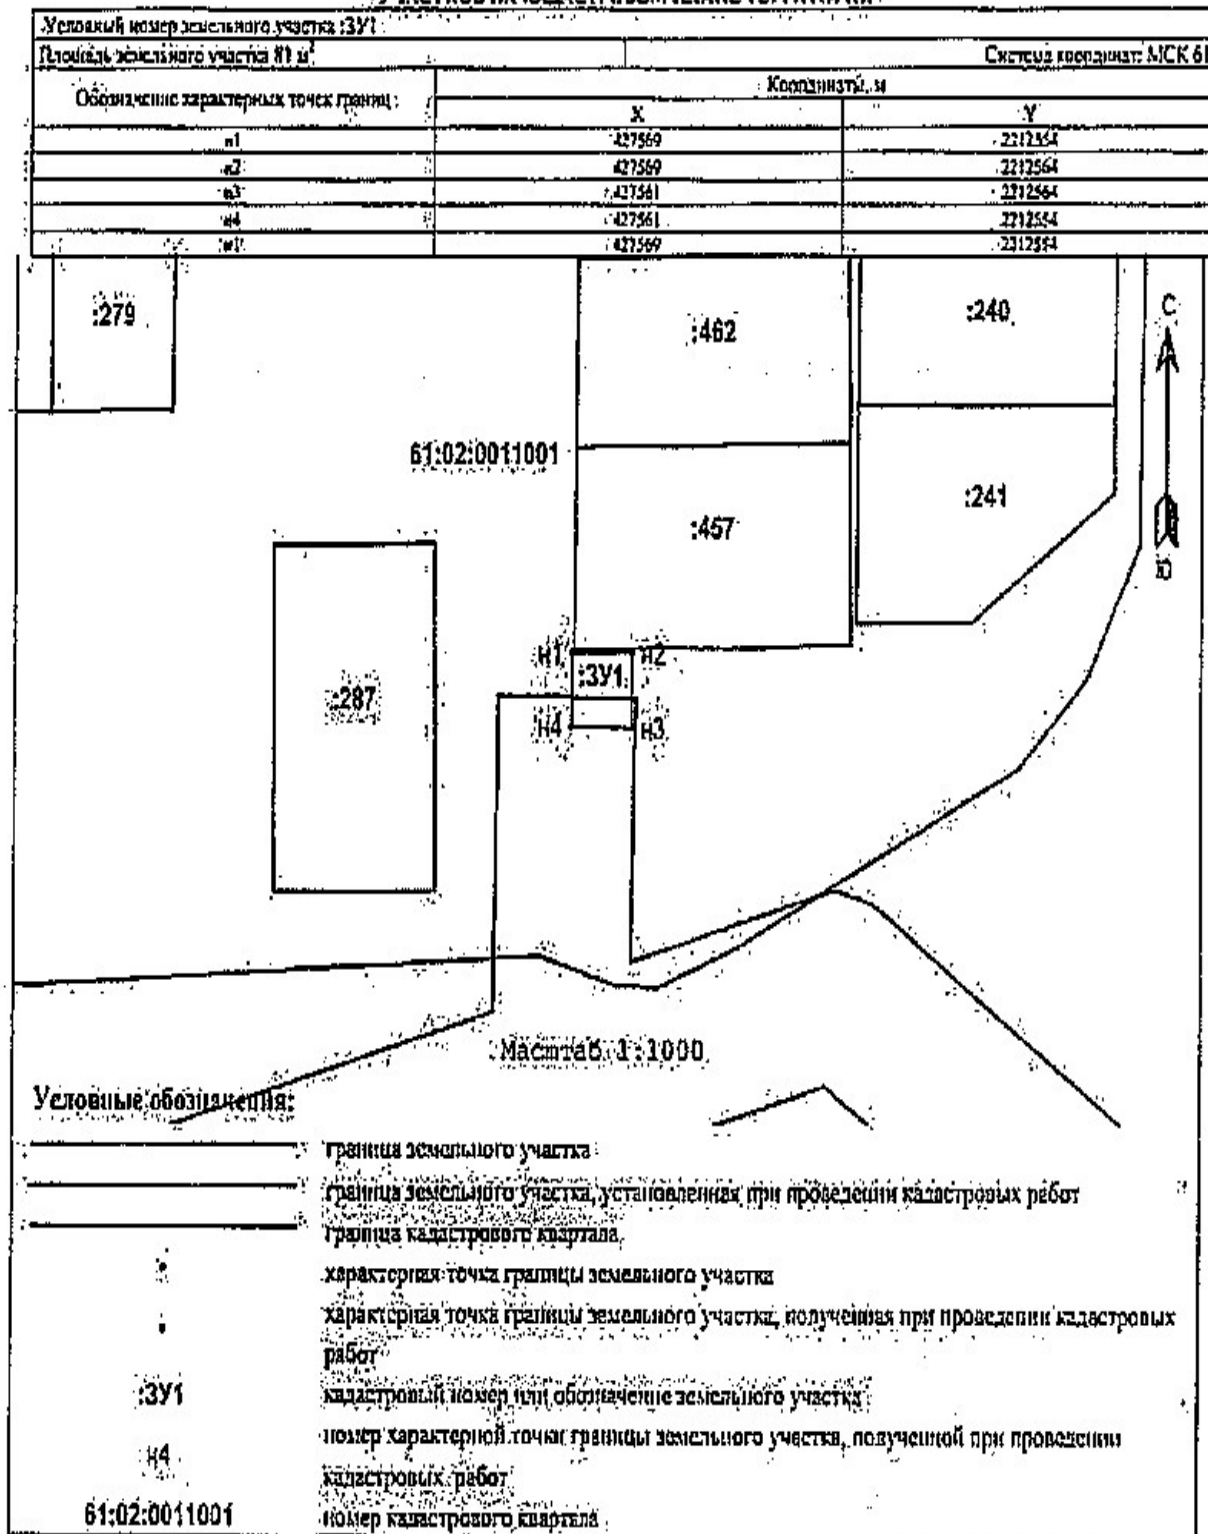 Условный номер земельного участка :ЗУ1
Площадь земельного участка 81 м²
Система координат: МСК 61
Обозначение характерных точек границ
Координаты, м
X
Y
н1 427569 2212554
н2 427569 2212564
н3 427561 2212564
н4 427561 2212554
н1 427569 2212554
:279
:462
:240
С
61:02:0011001
:457
:241
Ю
н1
н2
:ЗУ1
:287
н4
н3
Масштаб 1:1000
Условные обозначения:
граница земельного участка
граница земельного участка, установленная при проведении кадастровых работ
граница кадастрового квартала
характерная точка границы земельного участка
характерная точка границы земельного участка, полученная при проведении кадастровых
работ
:ЗУ1 кадастровый номер или обозначение земельного участка
номер характерной точки границы земельного участка, полученной при проведении
н4
кадастровых работ
61:02:0011001 номер кадастрового квартала